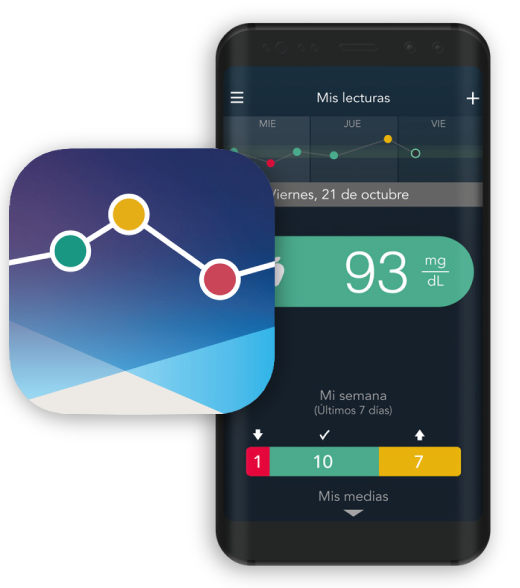 Mis lecturas
MIE JUE VIE
Viernes, 21 de octubre
93 mg
dL
Mi semana
(Últimos 7 días)
1 10 7
Mis medias